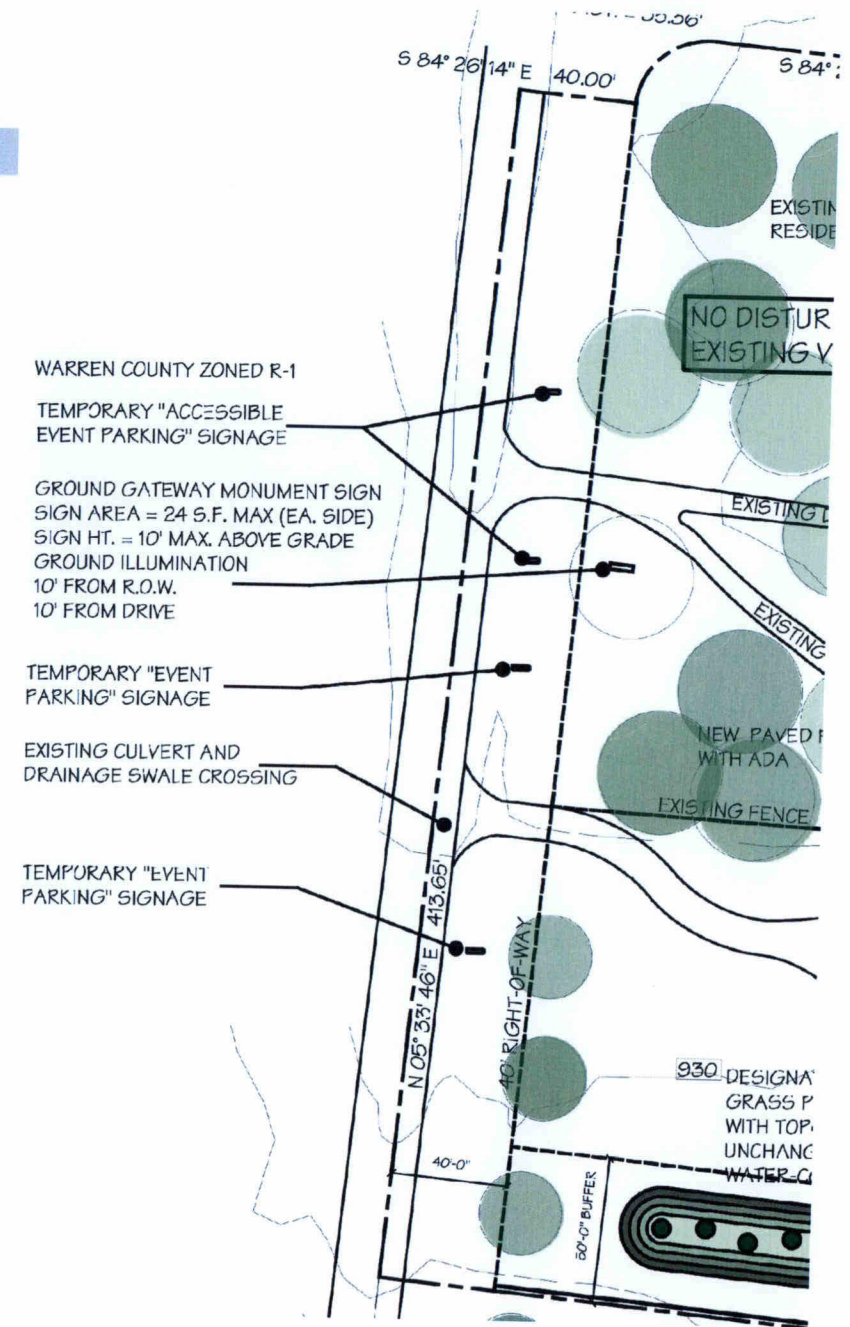 S 84° 26' 14" E 40.00'
S 84°
EXISTIN
RESIDE
NO DISTUR
EXISTING V
WARREN COUNTY ZONED R-1
TEMPORARY "ACCESSIBLE
EVENT PARKING" SIGNAGE
GROUND GATEWAY MONUMENT SIGN
SIGN AREA = 24 S.F. MAX (EA. SIDE)
SIGN HT. = 10' MAX. ABOVE GRADE
GROUND ILLUMINATION
10' FROM R.O.W.
10' FROM DRIVE
EXISTING
EXISTING
TEMPORARY "EVENT
PARKING" SIGNAGE
NEW PAVED
WITH ADA
EXISTING CULVERT AND
DRAINAGE SWALE CROSSING
EXISTING FENCE
TEMPORARY "EVENT
PARKING" SIGNAGE
N 05° 33' 46" E 413.65'
40' RIGHT-OF-WAY
930
DESIGNA
GRASS P
WITH TOP
UNCHANG
WATER-C
40'-0"
50'-0" BUFFER